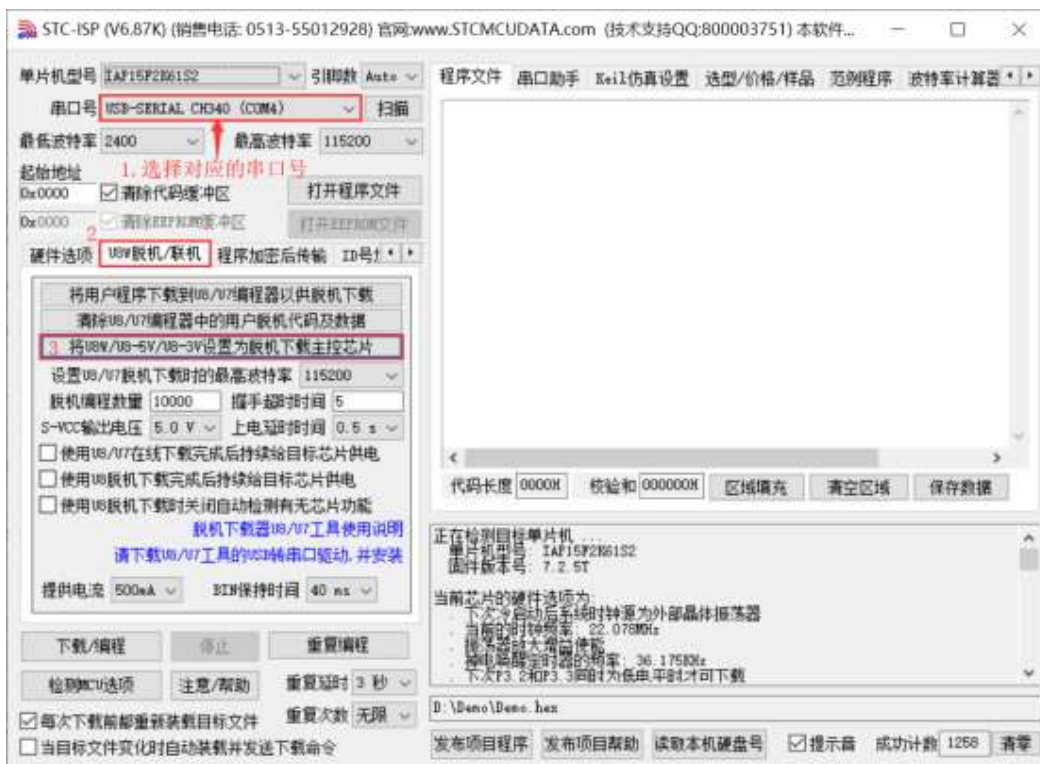 STC-ISP (V6.87K) (销售电话: 0513-55012928) 官网:www.STCMCUDATA.com (技术支持QQ:800003751) 本软件...
单片机型号 IAP15F2K61S2 引脚数 Auto
串口号 USB-SERIAL CH340 (COM4) 扫描
最低波特率 2400 最高波特率 115200
起始地址 1.选择对应的串口号
0x0000 清除代码缓冲区 打开程序文件
0x0000 清除EEPROM缓冲区 打开EEPROM文件
2
硬件选项 U8W脱机/联机 程序加密后传输 ID号
将用户程序下载到U8/U7编程器以供脱机下载
清除U8/U7编程器中的用户脱机代码及数据
3 将U8W/U8-5V/U8-3V设置为脱机下载主控芯片
设置U8/U7脱机下载时的最高波特率 115200
脱机编程数量 10000 握手超时时间 5
S-VCC输出电压 5.0 V 上电延时时间 0.5 s
使用U8/U7在线下载完成后持续给目标芯片供电
使用U8脱机下载完成后持续给目标芯片供电
使用U8脱机下载时关闭自动检测有无芯片功能
脱机下载器U8/U7工具使用说明
请下载U8/U7工具的USB转串口驱动,并安装
提供电流 500mA BIN保持时间 40 ms
下载/编程 停止 重复编程
检测MCU选项 注意/帮助 重复延时 3 秒
每次下载前都重新装载目标文件 重复次数 无限
当目标文件变化时自动装载并发送下载命令
程序文件 串口助手 Keil仿真设置 选型/价格/样品 范例程序 波特率计算器
代码长度 0000H 校验和 000000H 区域填充 清空区域 保存数据
正在检测目标单片机 ...
单片机型号: IAP15F2K61S2
固件版本号: 7.2.5T
当前芯片的硬件选项为:
. 下次冷启动后系统时钟源为外部晶体振荡器
. 当前的时钟频率: 22.078MHz
. 振荡器的大增益使能
. 掉电唤醒定时器的频率: 36.175KHz
. 下次P3.2和P3.3同时为低电平时才可下载
D:\Demo\Demo.hex
发布项目程序 发布项目帮助 读取本机硬盘号 提示音 成功计数 1258 清零